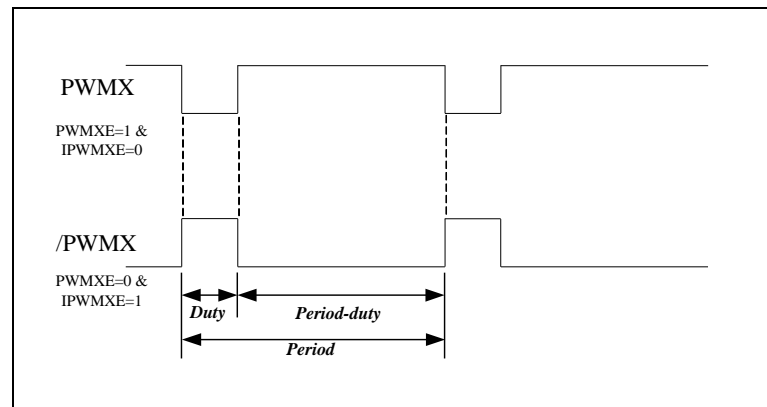 PWMX
PWMXE=1 &
IPWMXE=0
/PWMX
PWMXE=0 &
IPWMXE=1
Duty
Period-duty
Period